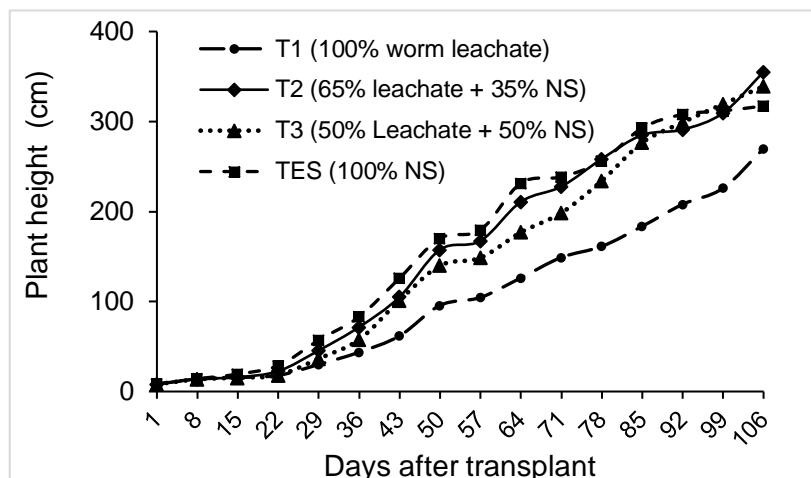 400
300
200
100
0
Plant height (cm)
T1 (100% worm leachate)
T2 (65% leachate + 35% NS)
T3 (50% Leachate + 50% NS)
TES (100% NS)
1 8 15 22 29 36 43 50 57 64 71 78 85 92 99 106
Days after transplant